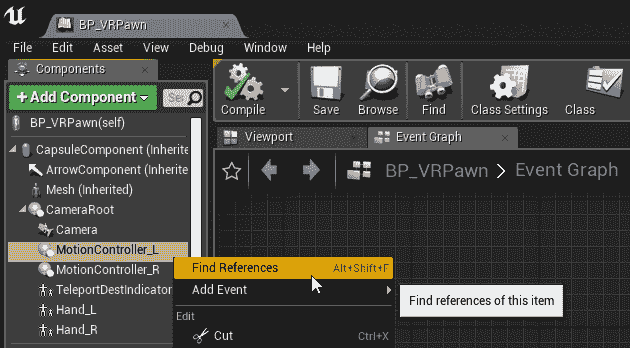 BP_VRPawn
File Edit Asset View Debug Window Help
Components
+ Add Component
Se
BP_VRPawn(self)
CapsuleComponent (Inherite
ArrowComponent (Inherited
Mesh (Inherited)
CameraRoot
Camera
MotionController_L
MotionController_R
TeleportDestIndicator
Hand_L
Hand_R
Compile Save Browse Find Class Settings Class
Viewport Event Graph
BP_VRPawn > Event Graph
Find References Alt+Shift+F
Add Event
Edit
Cut Ctrl+X
Find references of this item